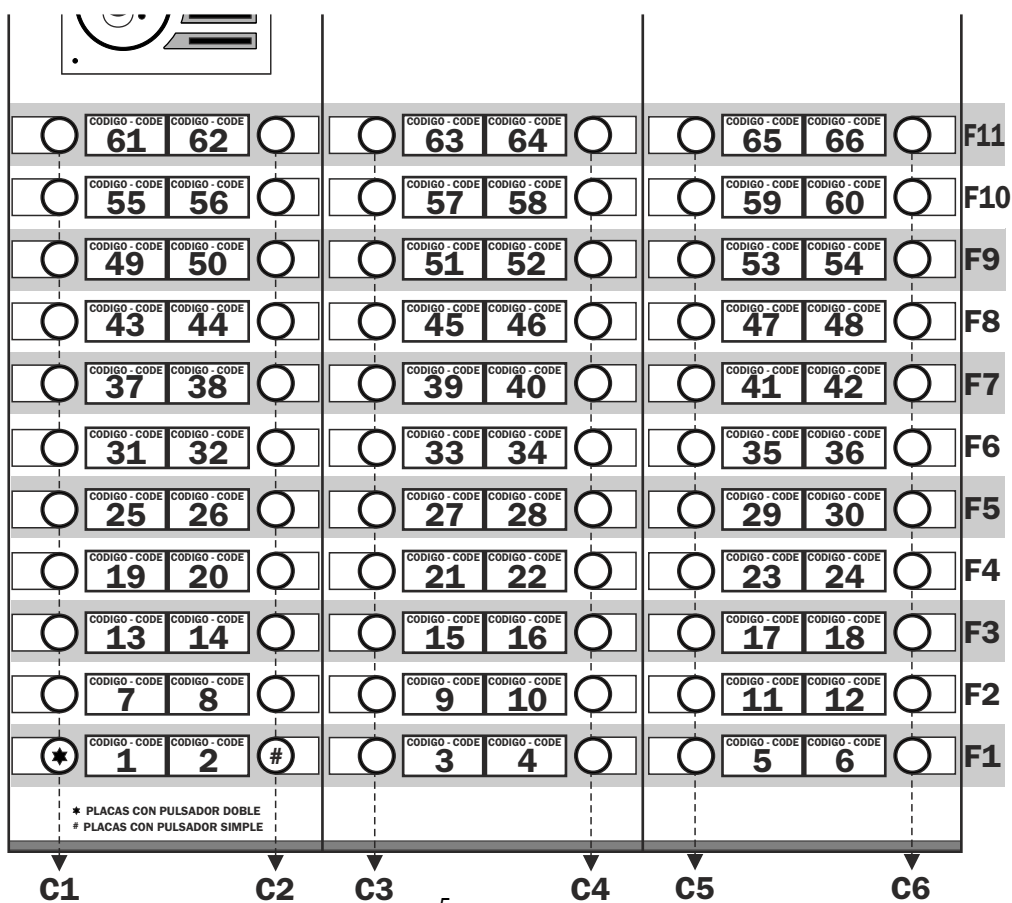 CODIGO - CODE CODIGO - CODE CODIGO - CODE CODIGO - CODE CODIGO - CODE CODIGO - CODE
61 62 63 64 65 66 F11
CODIGO - CODE CODIGO - CODE CODIGO - CODE CODIGO - CODE CODIGO - CODE CODIGO - CODE
55 56 57 58 59 60 F10
CODIGO - CODE CODIGO - CODE CODIGO - CODE CODIGO - CODE CODIGO - CODE CODIGO - CODE
49 50 51 52 53 54 F9
CODIGO - CODE CODIGO - CODE CODIGO - CODE CODIGO - CODE CODIGO - CODE CODIGO - CODE
43 44 45 46 47 48 F8
CODIGO - CODE CODIGO - CODE CODIGO - CODE CODIGO - CODE CODIGO - CODE CODIGO - CODE
37 38 39 40 41 42 F7
CODIGO - CODE CODIGO - CODE CODIGO - CODE CODIGO - CODE CODIGO - CODE CODIGO - CODE
31 32 33 34 35 36 F6
CODIGO - CODE CODIGO - CODE CODIGO - CODE CODIGO - CODE CODIGO - CODE CODIGO - CODE
25 26 27 28 29 30 F5
CODIGO - CODE CODIGO - CODE CODIGO - CODE CODIGO - CODE CODIGO - CODE CODIGO - CODE
19 20 21 22 23 24 F4
CODIGO - CODE CODIGO - CODE CODIGO - CODE CODIGO - CODE CODIGO - CODE CODIGO - CODE
13 14 15 16 17 18 F3
CODIGO - CODE CODIGO - CODE CODIGO - CODE CODIGO - CODE CODIGO - CODE CODIGO - CODE
7 8 9 10 11 12 F2
CODIGO - CODE CODIGO - CODE CODIGO - CODE CODIGO - CODE CODIGO - CODE CODIGO - CODE
* 1 2 # 3 4 5 6 F1
* PLACAS CON PULSADOR DOBLE
# PLACAS CON PULSADOR SIMPLE
C1 C2 C3 C4 C5 C6